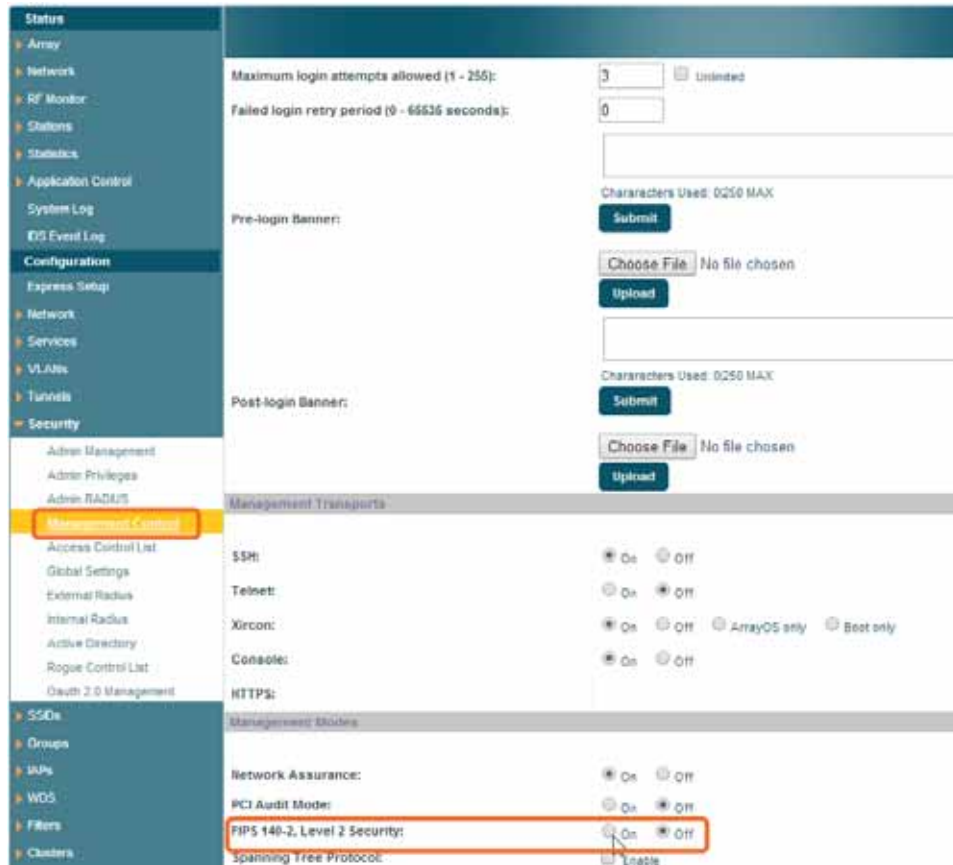 Status
Array
Network
RF Monitor
Stations
Statistics
Application Control
System Log
IDS Event Log
Configuration
Express Setup
Network
Services
VLANs
Tunnels
Security
Admin Management
Admin Privileges
Admin RADIUS
Management Control
Access Control List
Global Settings
External Radius
Internal Radius
Active Directory
Rogue Control List
Oauth 2.0 Management
SSIDs
Groups
IAPs
WDS
Filters
Clusters
Maximum login attempts allowed (1 - 255): 3 Unlimited
Failed login retry period (0 - 65535 seconds): 0
Chararacters Used: 0/250 MAX
Pre-login Banner: Submit
Choose File No file chosen
Upload
Chararacters Used: 0/250 MAX
Post-login Banner: Submit
Choose File No file chosen
Upload
Management Transports
SSH: On Off
Telnet: On Off
Xircon: On Off ArrayOS only Boot only
Console: On Off
HTTPS:
Management Modes
Network Assurance: On Off
PCI Audit Mode: On Off
FIPS 140-2, Level 2 Security: On Off
Spanning Tree Protocol: Enable